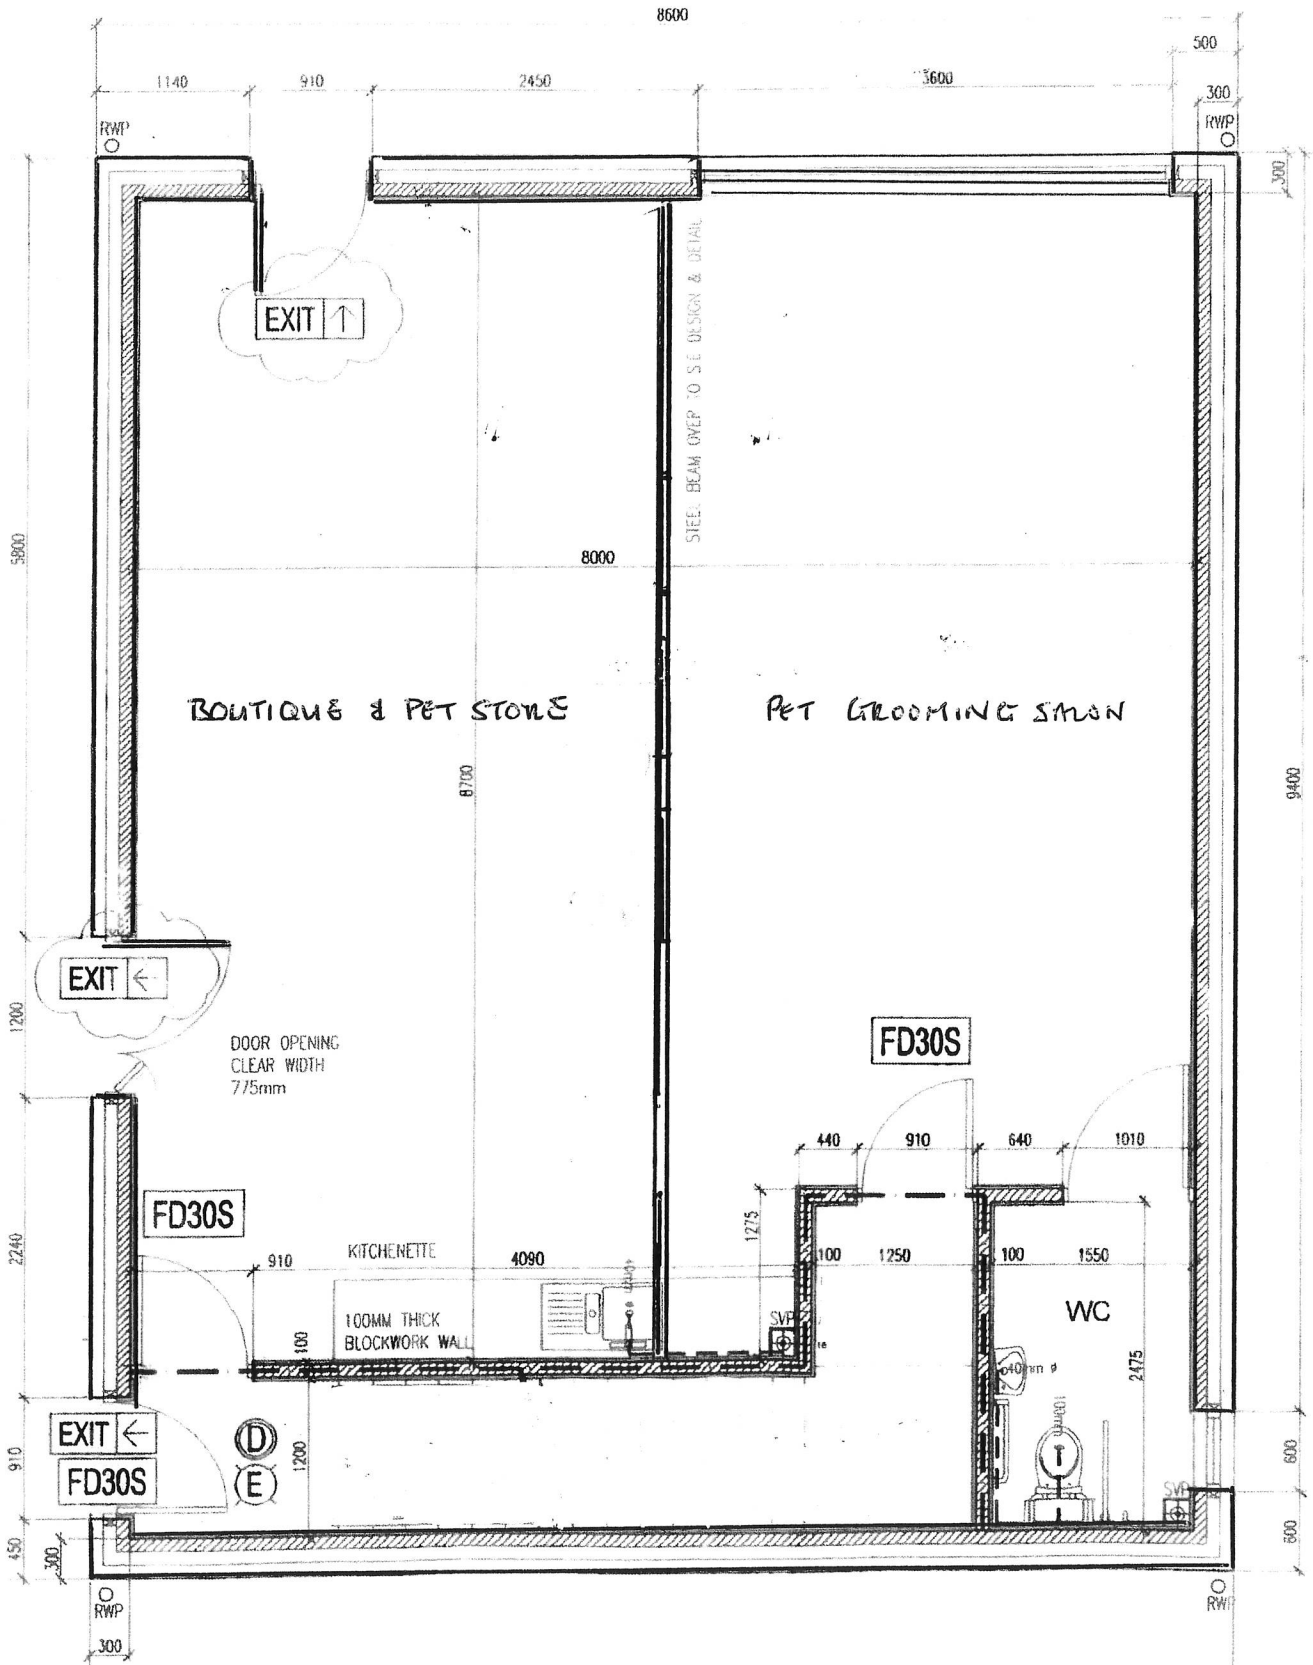 8600
500
1140
910
2450
3600
300
RWP
RWP
300
STEEL BEAM OVER TO S.E DESIGN & DETAIL
EXIT ↑
5800
8000
BOUTIQUE & PET STORE
PET GROOMING SALON
8700
9400
EXIT ←
1200
DOOR OPENING
CLEAR WIDTH
775mm
FD30S
440
910
640
1010
FD30S
1275
2240
910
KITCHENETTE
4090
100
1250
100
1550
100MM THICK
BLOCKWORK WALL
100
SVP
WC
40mm ø
2475
EXIT ←
FD30S
D
E
910
1200
100mm ø
600
SVP
450
300
600
RWP
RWP
300